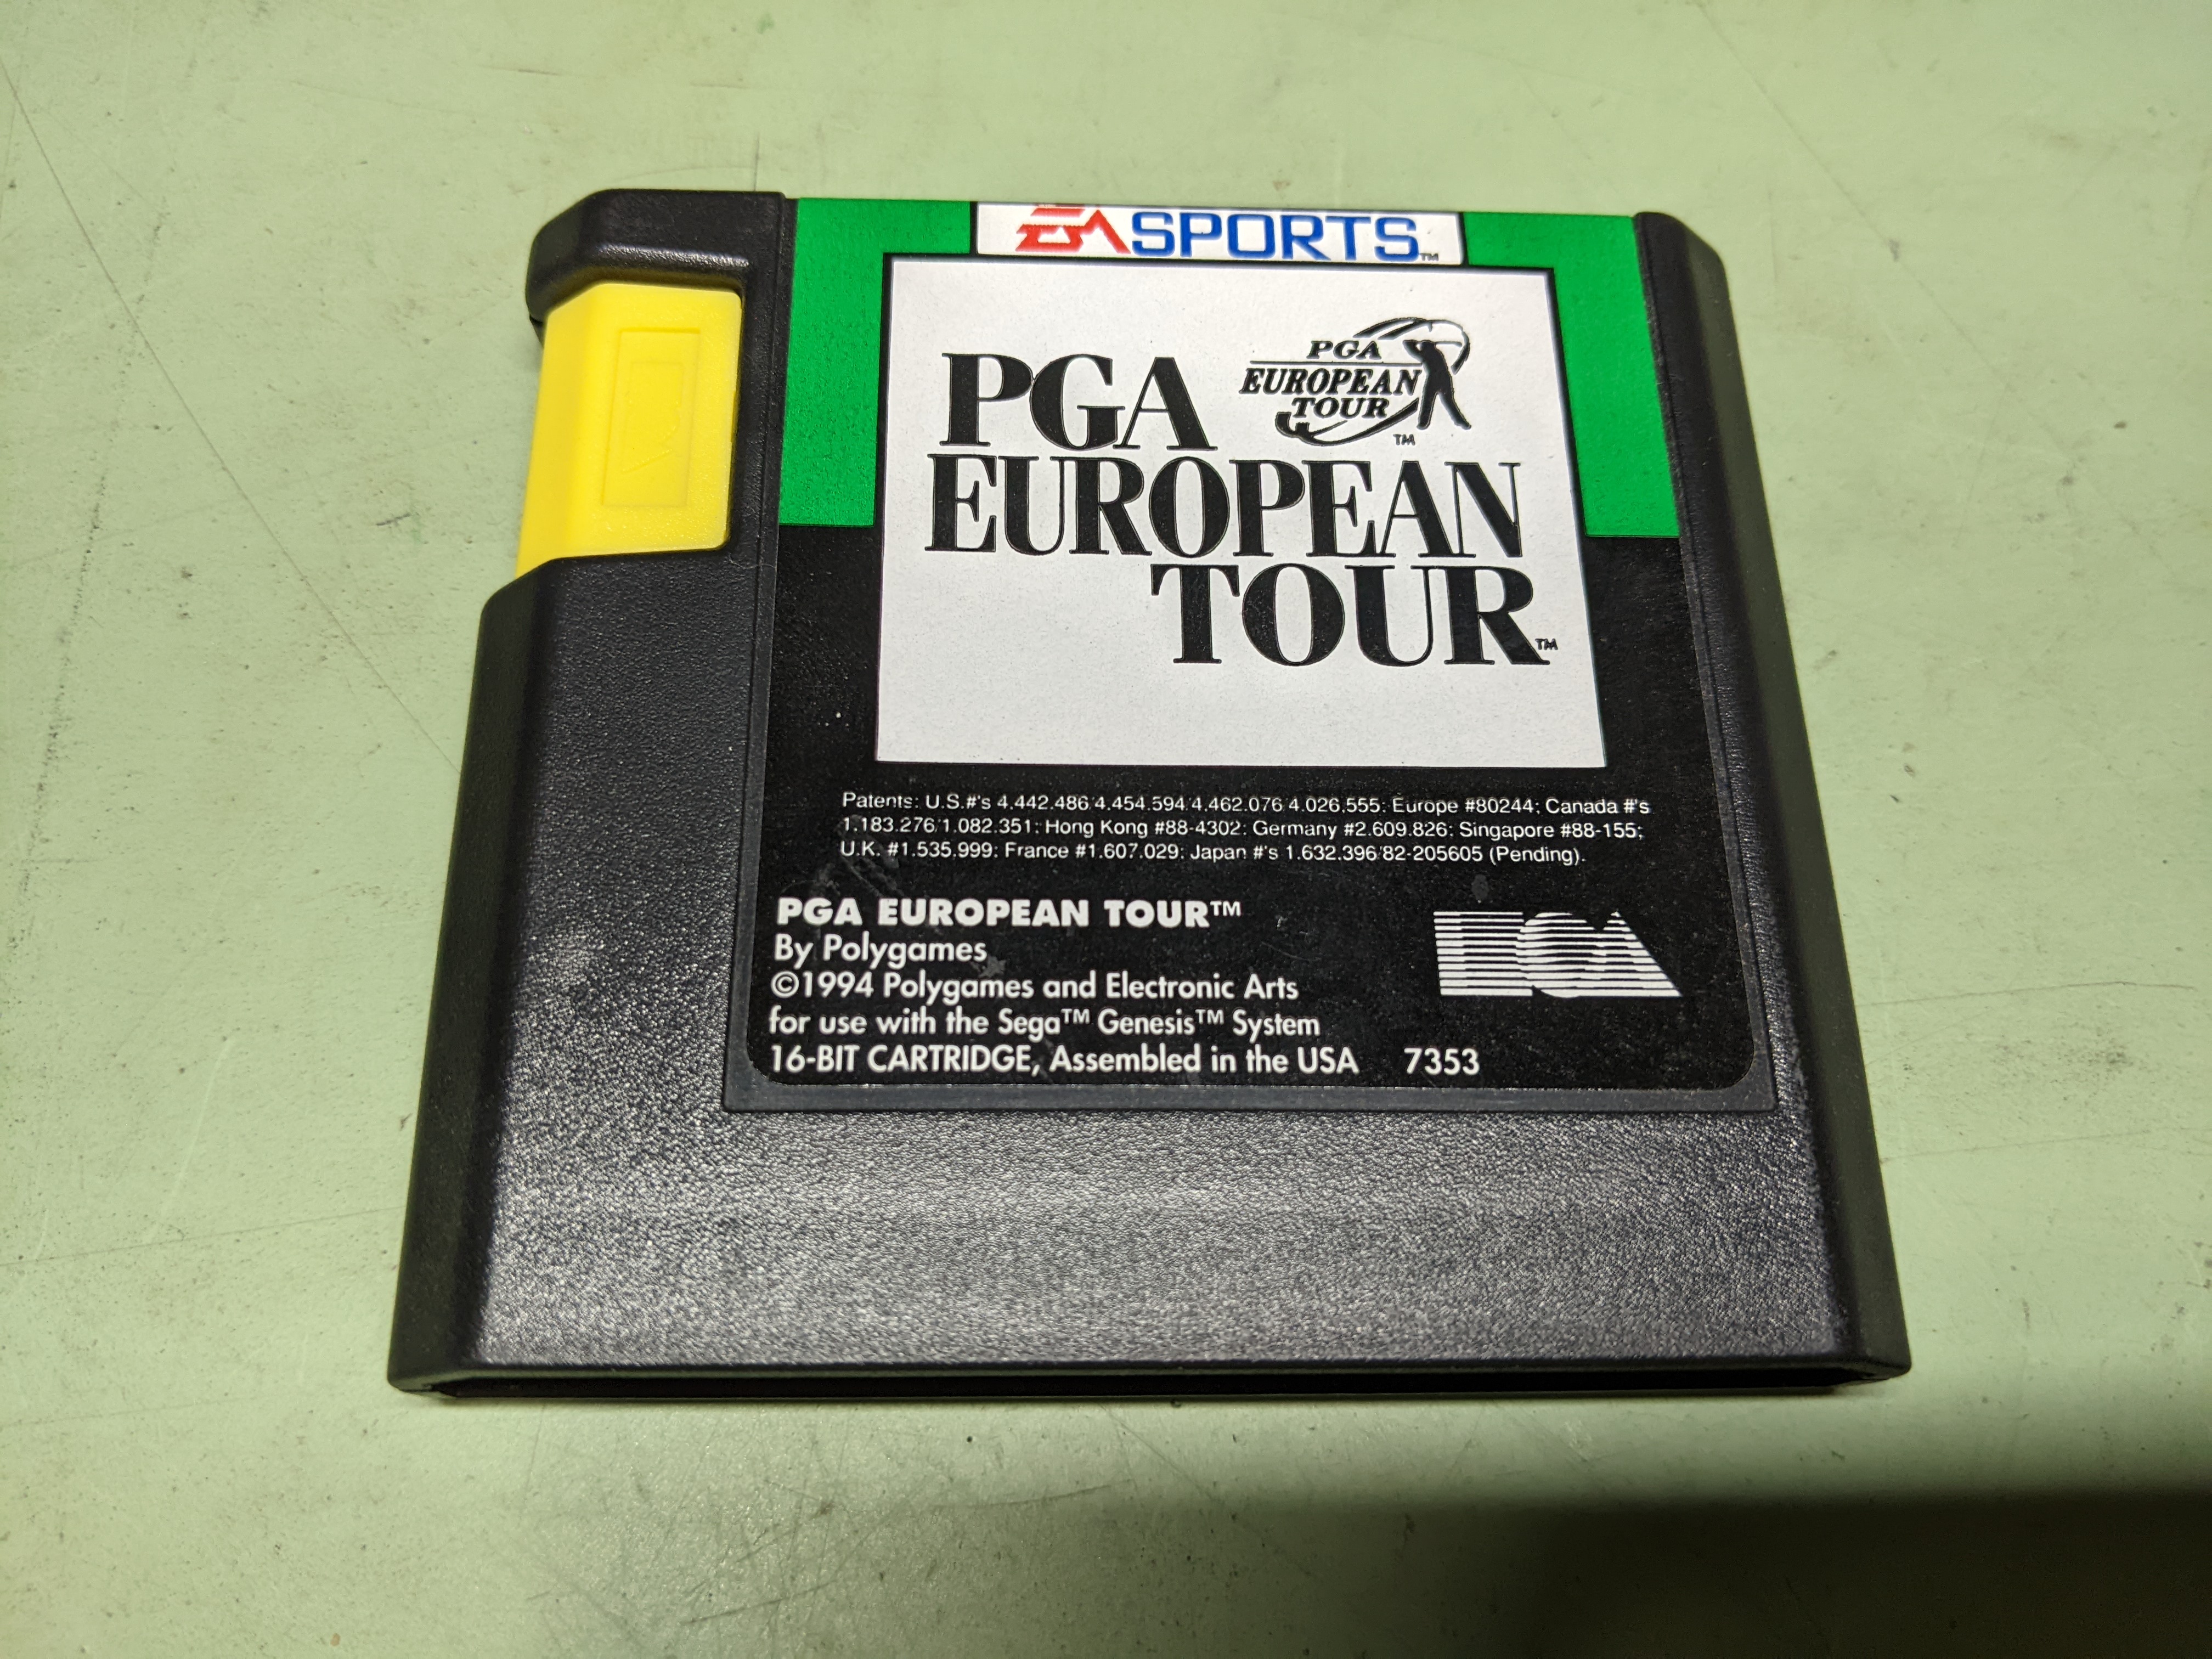 EA SPORTS™
PGA
EUROPEAN
TOUR
™
PGA
EUROPEAN
TOUR™
Patents: U.S.#'s 4.442.486/4.454.594/4.462.076/4.026.555; Europe #80244; Canada #'s
1.183.276/1.082.351; Hong Kong #88-4302; Germany #2.609.826; Singapore #88-155;
U.K. #1.535.999; France #1.607.029; Japan #'s 1.632.396/82-205605 (Pending).
PGA EUROPEAN TOUR™
By Polygames
©1994 Polygames and Electronic Arts
for use with the Sega™ Genesis™ System
16-BIT CARTRIDGE, Assembled in the USA 7353
EOA